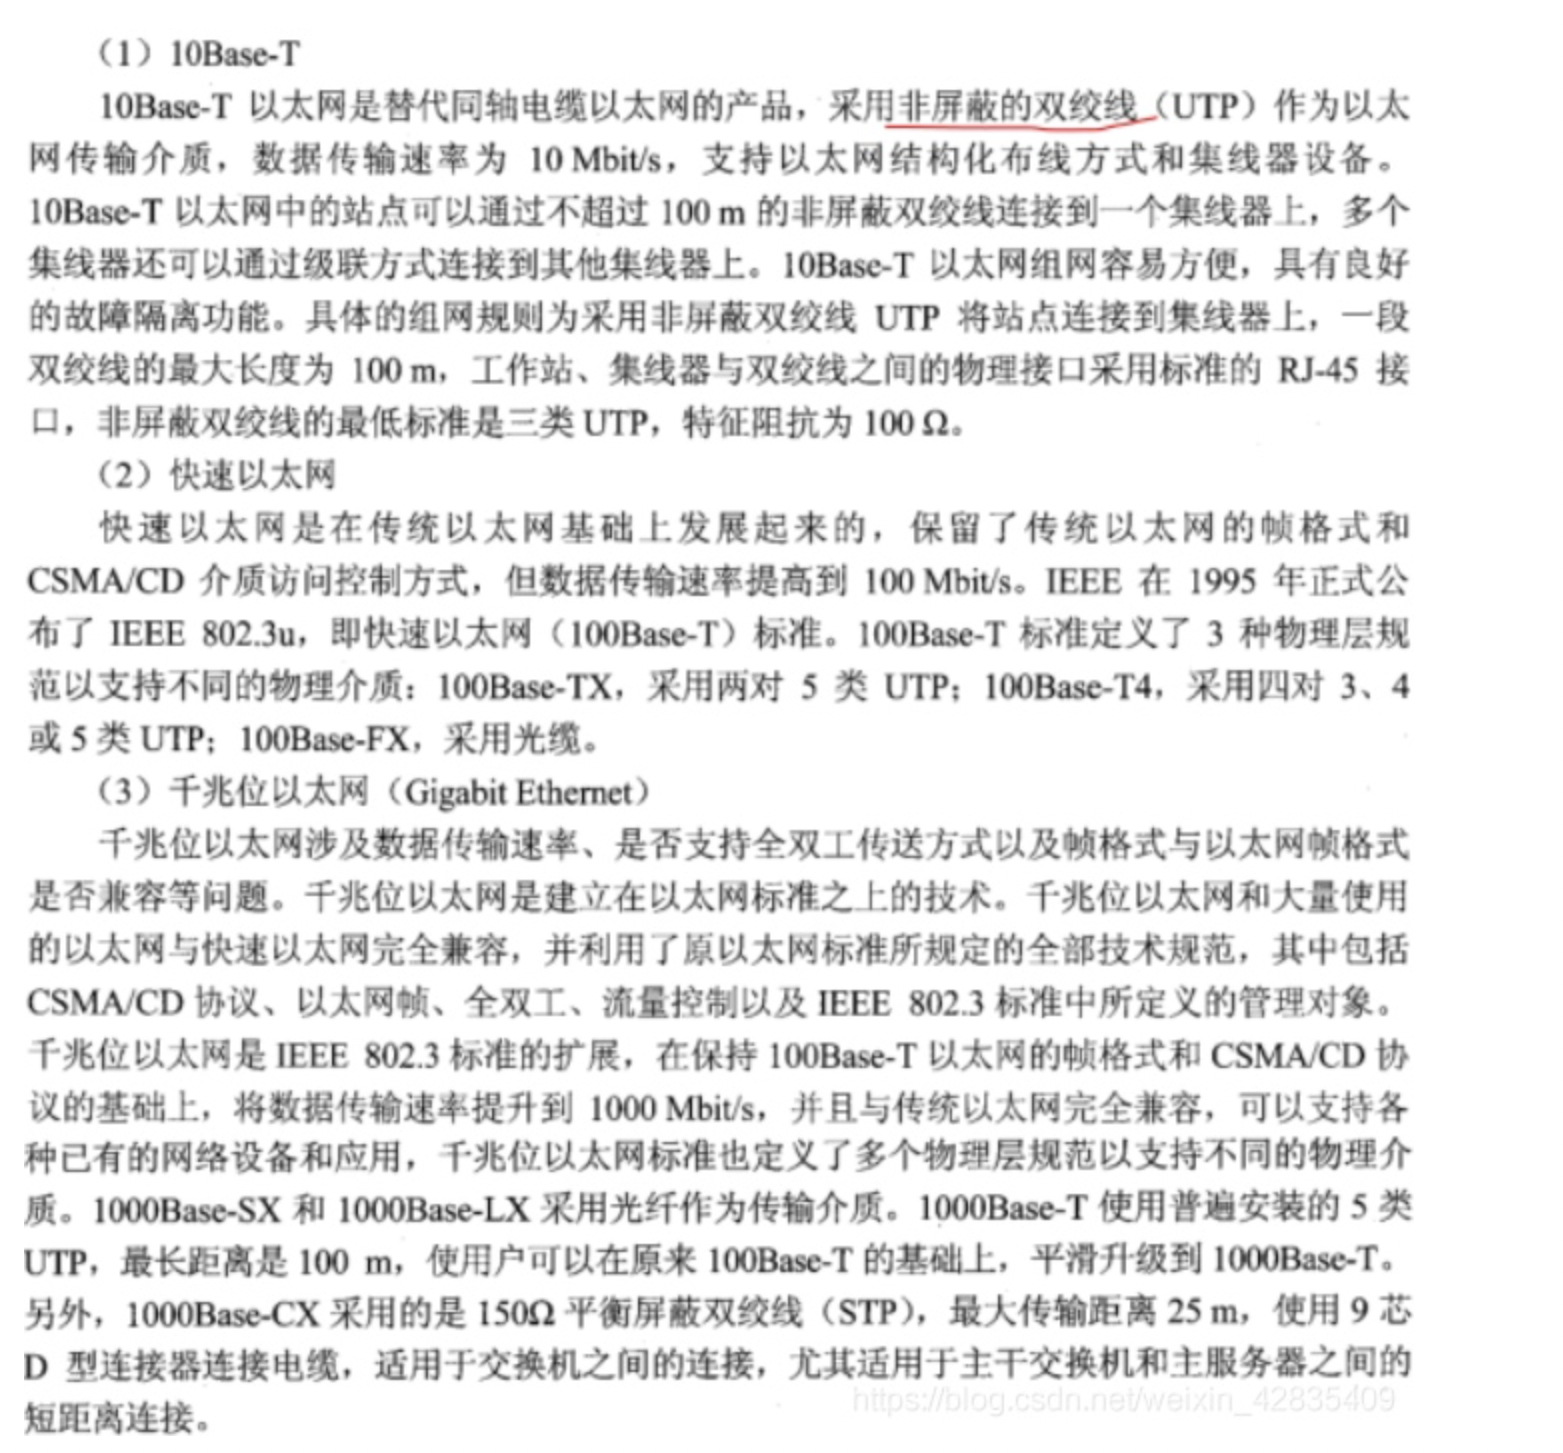 （1）10Base-T
10Base-T 以太网是替代同轴电缆以太网的产品，采用非屏蔽的双绞线（UTP）作为以太
网传输介质，数据传输速率为 10 Mbit/s，支持以太网结构化布线方式和集线器设备。
10Base-T 以太网中的站点可以通过不超过 100 m 的非屏蔽双绞线连接到一个集线器上，多个
集线器还可以通过级联方式连接到其他集线器上。10Base-T 以太网组网容易方便，具有良好
的故障隔离功能。具体的组网规则为采用非屏蔽双绞线 UTP 将站点连接到集线器上，一段
双绞线的最大长度为 100 m，工作站、集线器与双绞线之间的物理接口采用标准的 RJ-45 接
口，非屏蔽双绞线的最低标准是三类 UTP，特征阻抗为 100 Ω。
（2）快速以太网
快速以太网是在传统以太网基础上发展起来的，保留了传统以太网的帧格式和
CSMA/CD 介质访问控制方式，但数据传输速率提高到 100 Mbit/s。IEEE 在 1995 年正式公
布了 IEEE 802.3u，即快速以太网（100Base-T）标准。100Base-T 标准定义了 3 种物理层规
范以支持不同的物理介质：100Base-TX，采用两对 5 类 UTP；100Base-T4，采用四对 3、4
或 5 类 UTP；100Base-FX，采用光缆。
（3）千兆位以太网（Gigabit Ethernet）
千兆位以太网涉及数据传输速率、是否支持全双工传送方式以及帧格式与以太网帧格式
是否兼容等问题。千兆位以太网是建立在以太网标准之上的技术。千兆位以太网和大量使用
的以太网与快速以太网完全兼容，并利用了原以太网标准所规定的全部技术规范，其中包括
CSMA/CD 协议、以太网帧、全双工、流量控制以及 IEEE 802.3 标准中所定义的管理对象。
千兆位以太网是 IEEE 802.3 标准的扩展，在保持 100Base-T 以太网的帧格式和 CSMA/CD 协
议的基础上，将数据传输速率提升到 1000 Mbit/s，并且与传统以太网完全兼容，可以支持各
种已有的网络设备和应用，千兆位以太网标准也定义了多个物理层规范以支持不同的物理介
质。1000Base-SX 和 1000Base-LX 采用光纤作为传输介质。1000Base-T 使用普遍安装的 5 类
UTP，最长距离是 100 m，使用户可以在原来 100Base-T 的基础上，平滑升级到 1000Base-T。
另外，1000Base-CX 采用的是 150Ω 平衡屏蔽双绞线（STP），最大传输距离 25 m，使用 9 芯
D 型连接器连接电缆，适用于交换机之间的连接，尤其适用于主干交换机和主服务器之间的
短距离连接。
https://blog.csdn.net/weixin_42835409